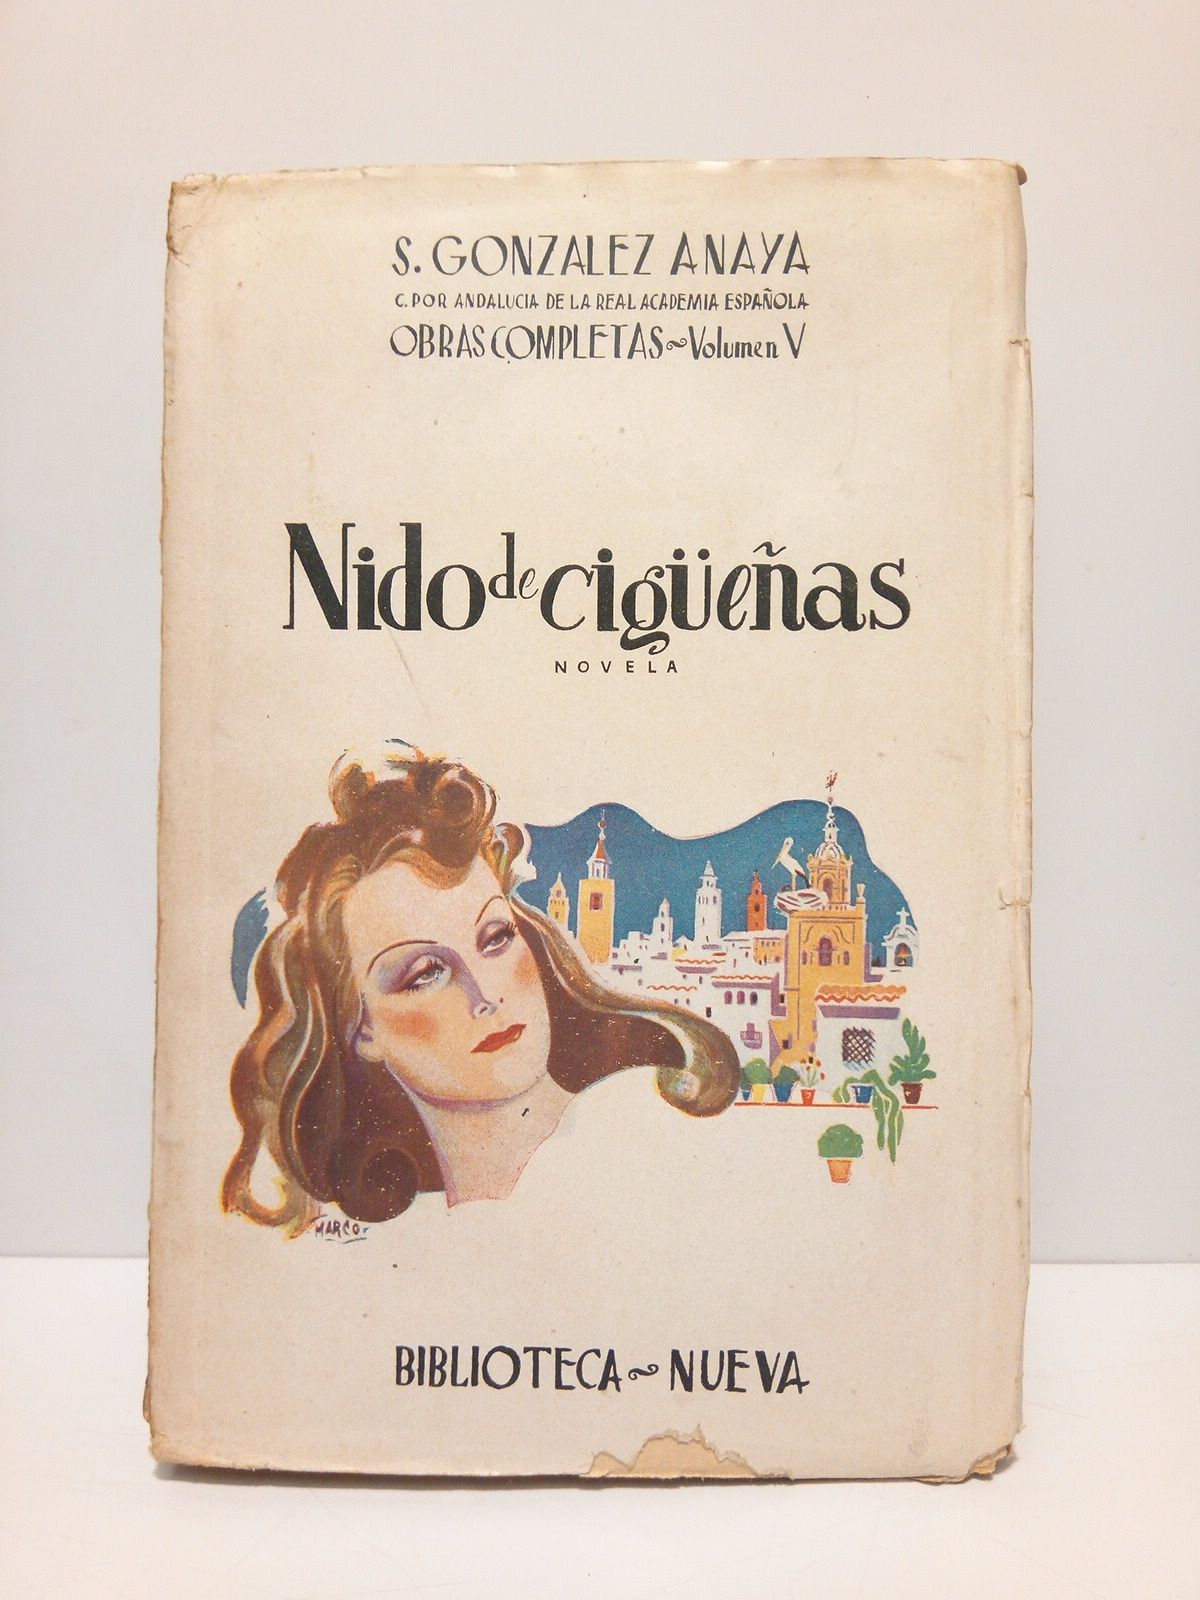 S. GONZALEZ ANAYA
C. POR ANDALUCIA DE LA REAL ACADEMIA ESPAÑOLA
OBRAS COMPLETAS ~ Volumen V
Nido de cigüeñas
NOVELA
MARCO
BIBLIOTECA ~ NUEVA